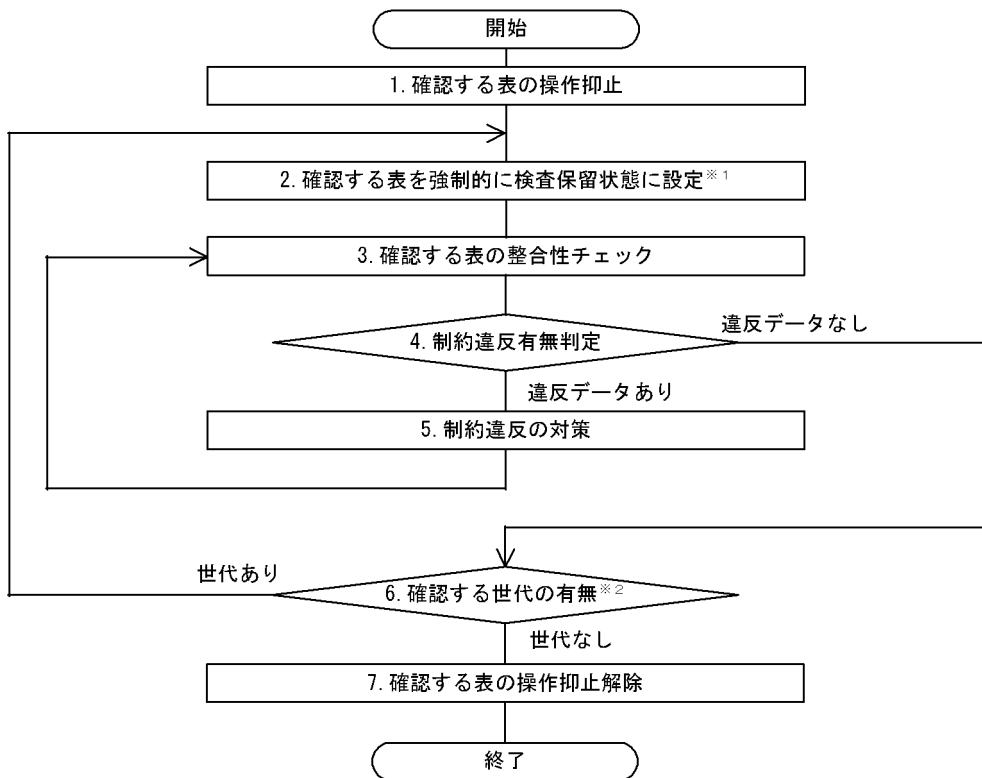 開始
1.確認する表の操作抑止
2.確認する表を強制的に検査保留状態に設定※1
3.確認する表の整合性チェック
4.制約違反有無判定
違反データなし
違反データあり
5.制約違反の対策
世代あり
6.確認する世代の有無※2
世代なし
7.確認する表の操作抑止解除
終了